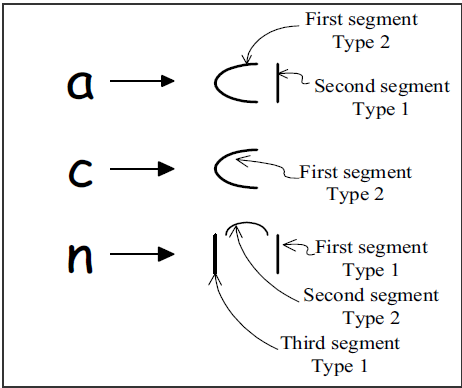 First segment
Type 2
a
Second segment
Type 1
c
First segment
Type 2
n
First segment
Type 1
Second segment
Type 2
Third segment
Type 1